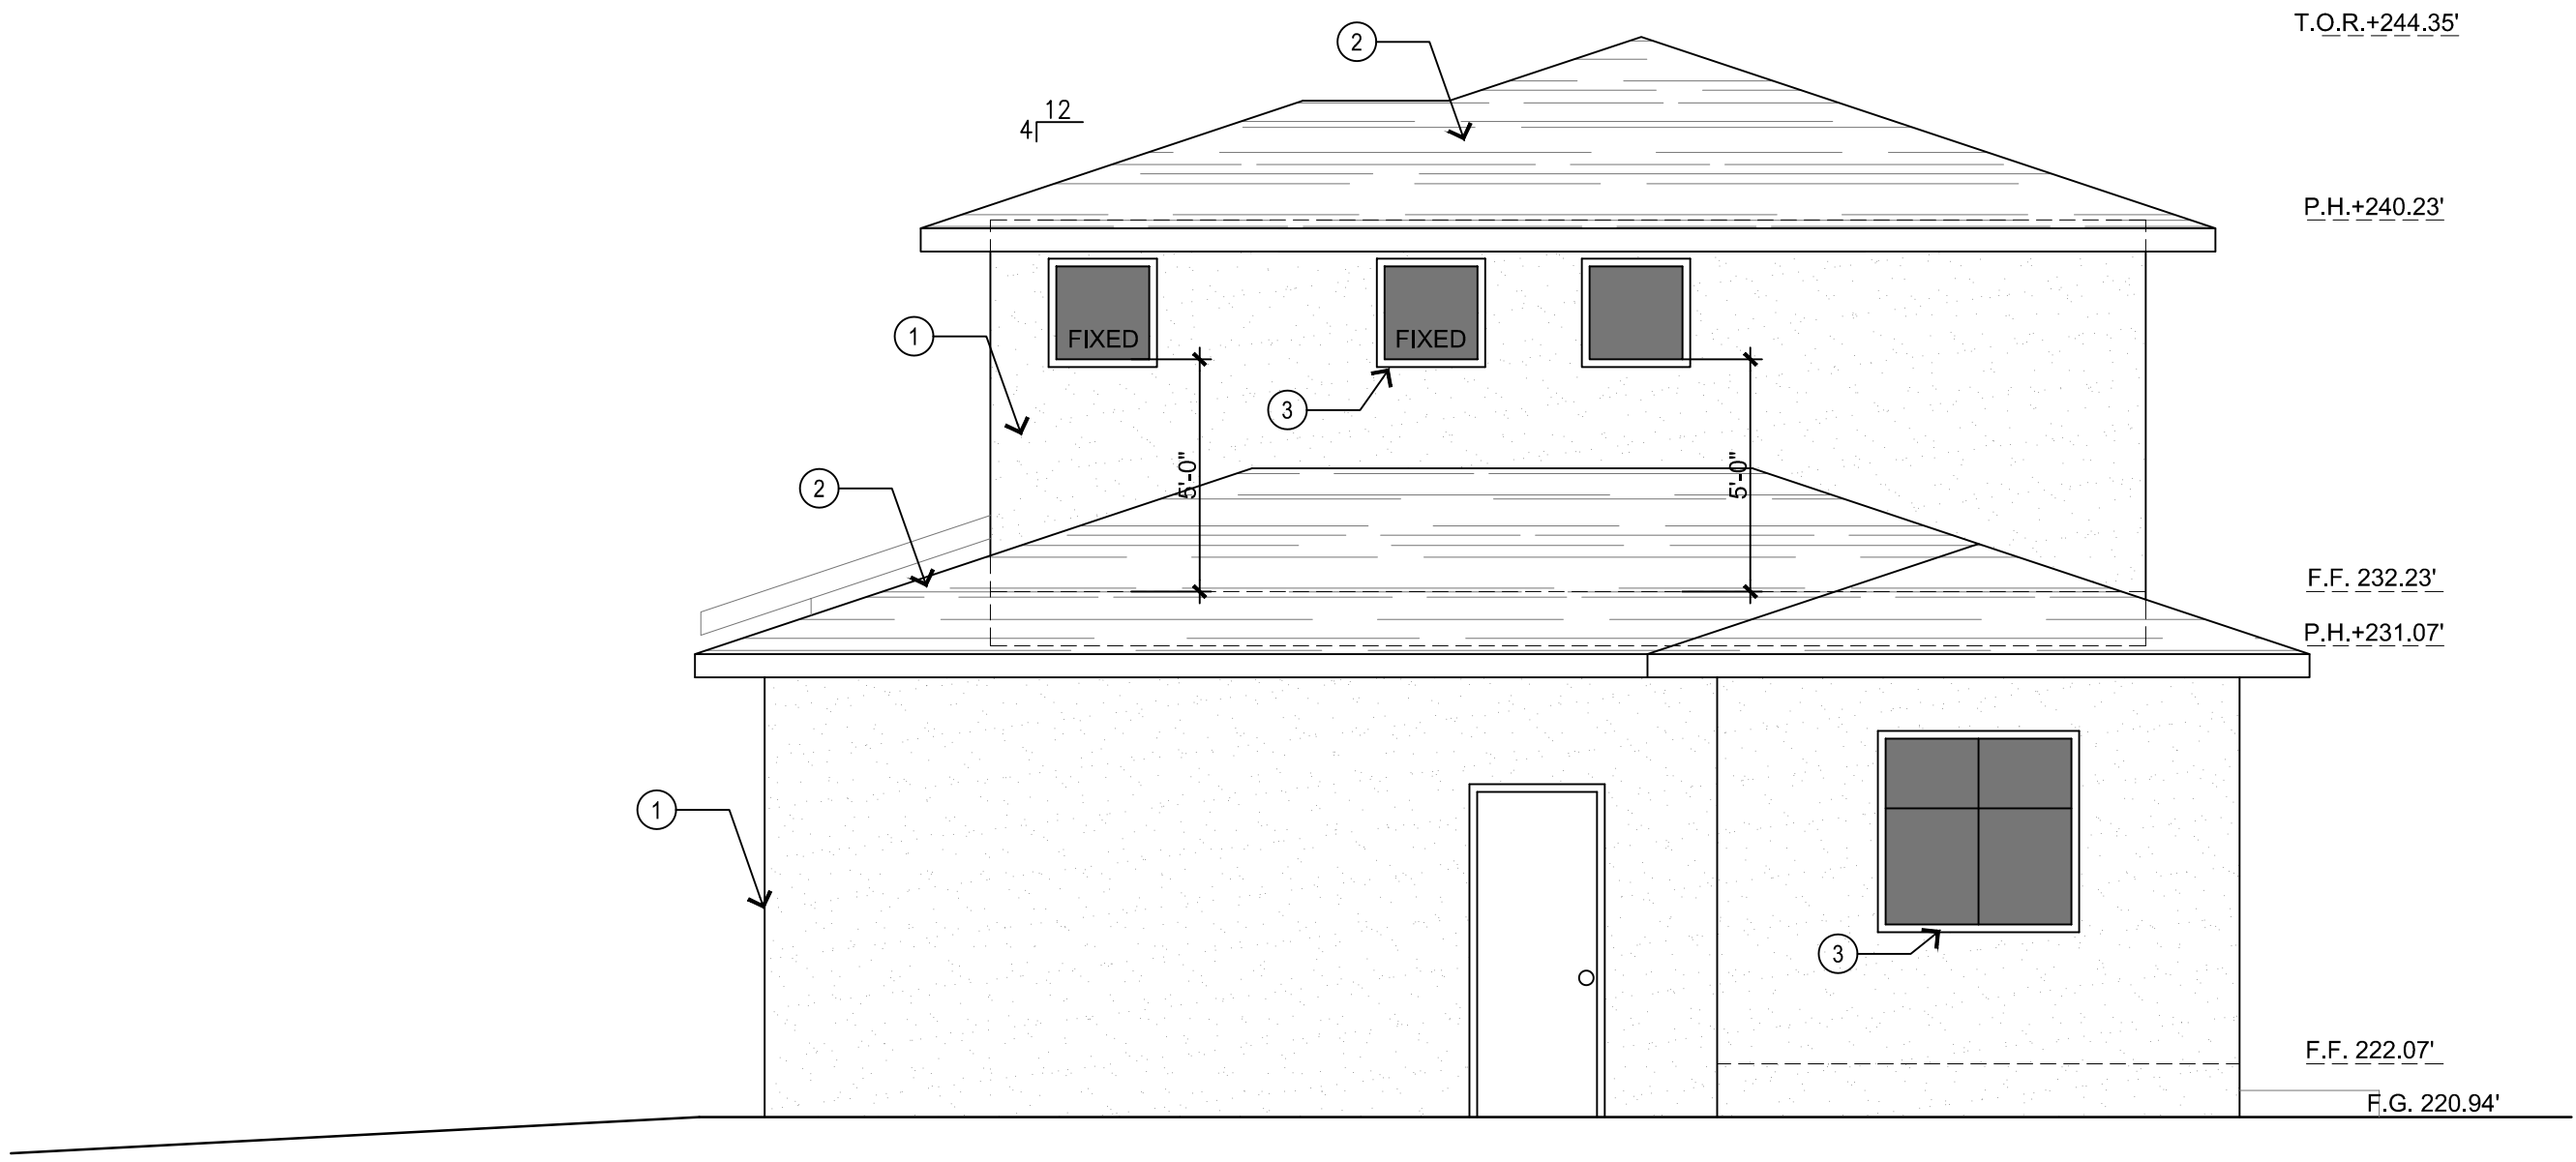 T.O.R.+244.35'
2
12
4
P.H.+240.23'
1
FIXED
FIXED
3
5'-0"
5'-0"
2
F.F. 232.23'
P.H.+231.07'
1
3
F.F. 222.07'
F.G. 220.94'